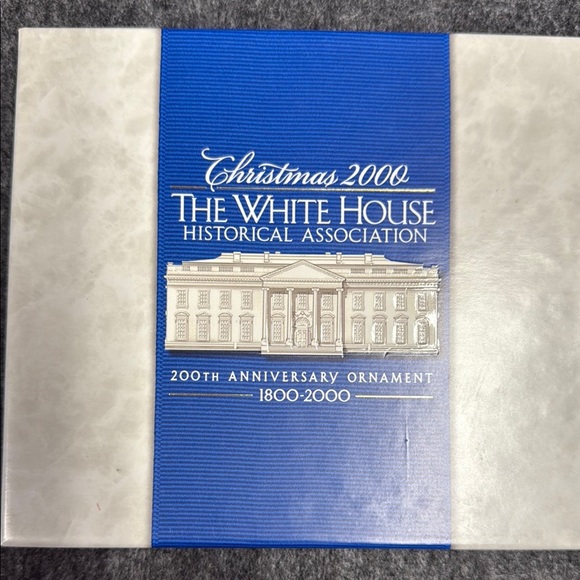 Christmas 2000
THE WHITE HOUSE
HISTORICAL ASSOCIATION
200TH ANNIVERSARY ORNAMENT
1800-2000